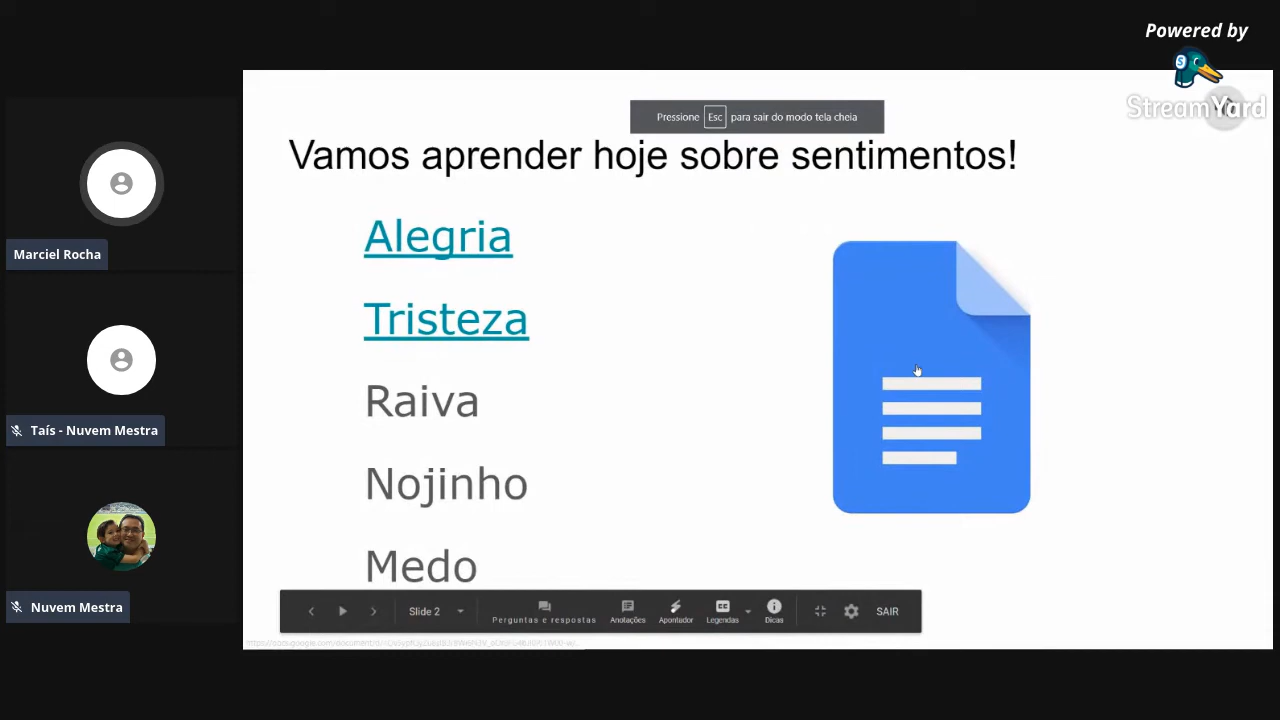 Powered by
StreamYard
Pressione Esc para sair do modo tela cheia
Vamos aprender hoje sobre sentimentos!
Alegria
Tristeza
Raiva
Nojinho
Medo
Marciel Rocha
Taís - Nuvem Mestra
Nuvem Mestra
Slide 2
Perguntas e respostas
Anotações
Apontador
CC
Legendas
Dicas
SAIR